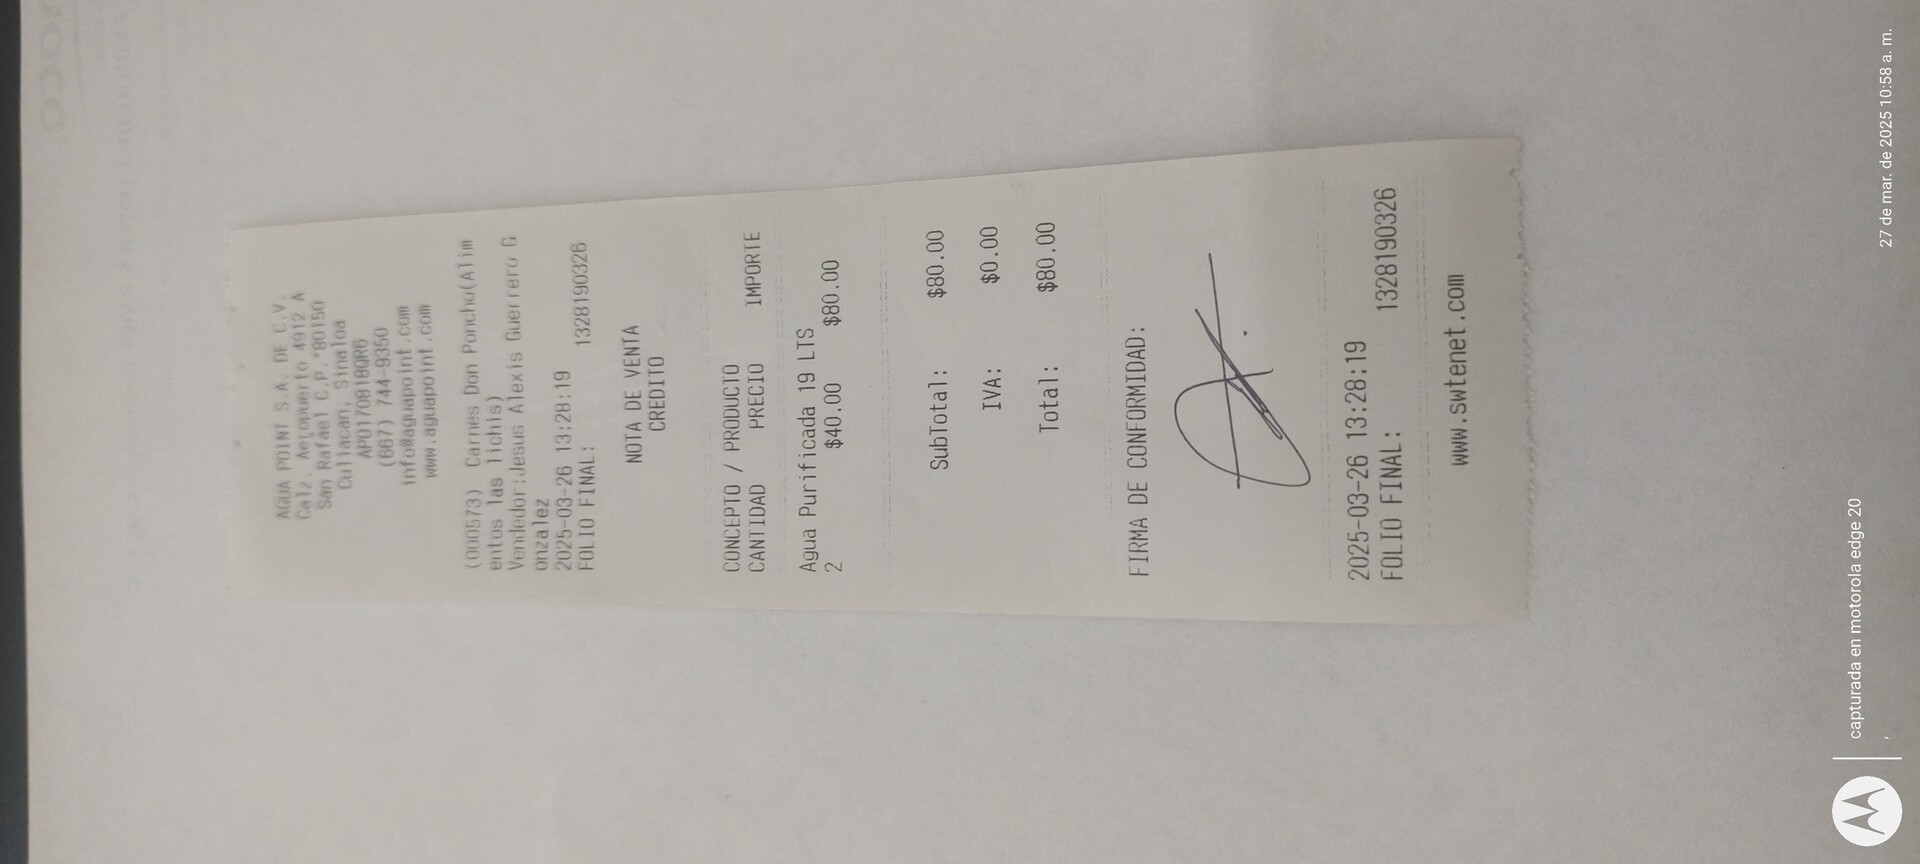 AGUA POINT S.A. DE C.V.
Calz. Aeropuerto 4912 A
San Rafael C.P. *80150
Culiacan, Sinaloa
APO170818QR6
(667) 744-9350
info@aguapoint.com
www.aguapoint.com
(000573) Carnes Don Poncho(Alim
entos las lichis)
Vendedor:Jesus Alexis Guerrero G
onzalez
2025-03-26 13:28:19
FOLIO FINAL: 1328190326
NOTA DE VENTA
CREDITO
CONCEPTO / PRODUCTO
CANTIDAD PRECIO IMPORTE
Agua Purificada 19 LTS
2 $40.00 $80.00
SubTotal: $80.00
IVA: $0.00
Total: $80.00
FIRMA DE CONFORMIDAD:
2025-03-26 13:28:19
FOLIO FINAL: 1328190326
www.swtenet.com
capturada en motorola edge 20
27 de mar. de 2025 10:58 a. m.